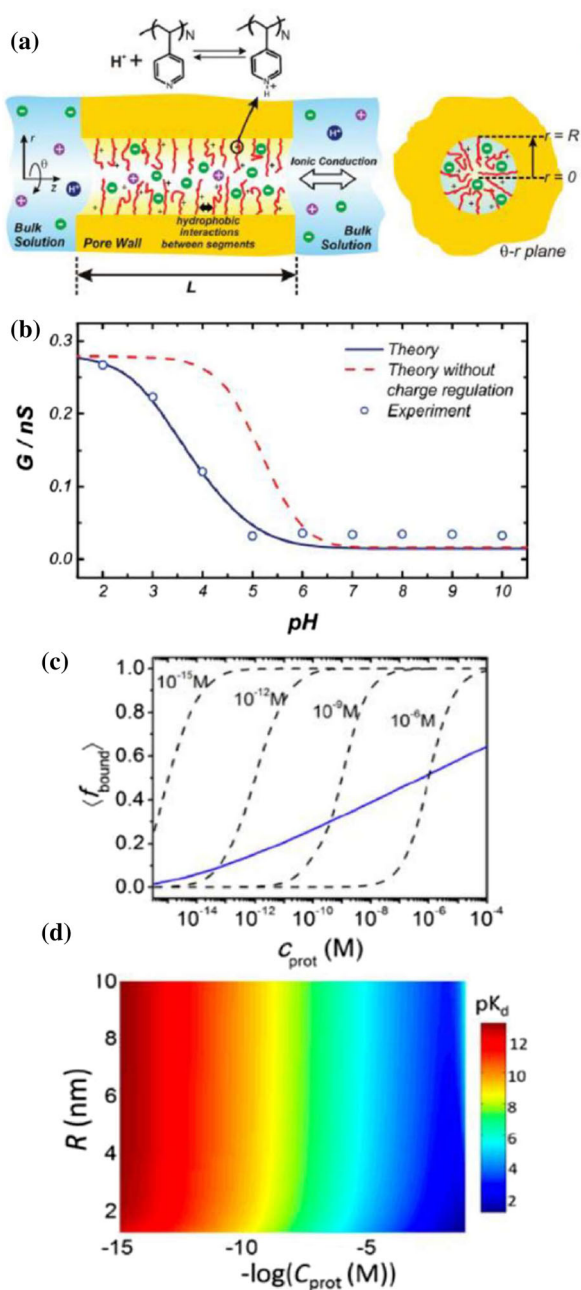 (a)
H⁺ +
N
N
N
N
H
+
r
θ
z
H⁺
H⁺
Ionic Conduction
r = R
r = 0
Bulk
Solution
Pore Wall
hydrophobic
interactions
between segments
Bulk
Solution
θ-r plane
L
(b)
0.3
0.2
0.1
0.0
G / nS
Theory
Theory without
charge regulation
Experiment
2 3 4 5 6 7 8 9 10
pH
(c)
1.0
0.8
0.6
0.4
0.2
0.0
⟨f_bound⟩
10⁻¹⁵M
10⁻¹²M
10⁻⁹M
10⁻⁶M
10⁻¹⁴ 10⁻¹² 10⁻¹⁰ 10⁻⁸ 10⁻⁶ 10⁻⁴
c_prot (M)
(d)
10
8
6
4
2
R (nm)
-15 -10 -5
-log(C_prot (M))
pK_d
12
10
8
6
4
2